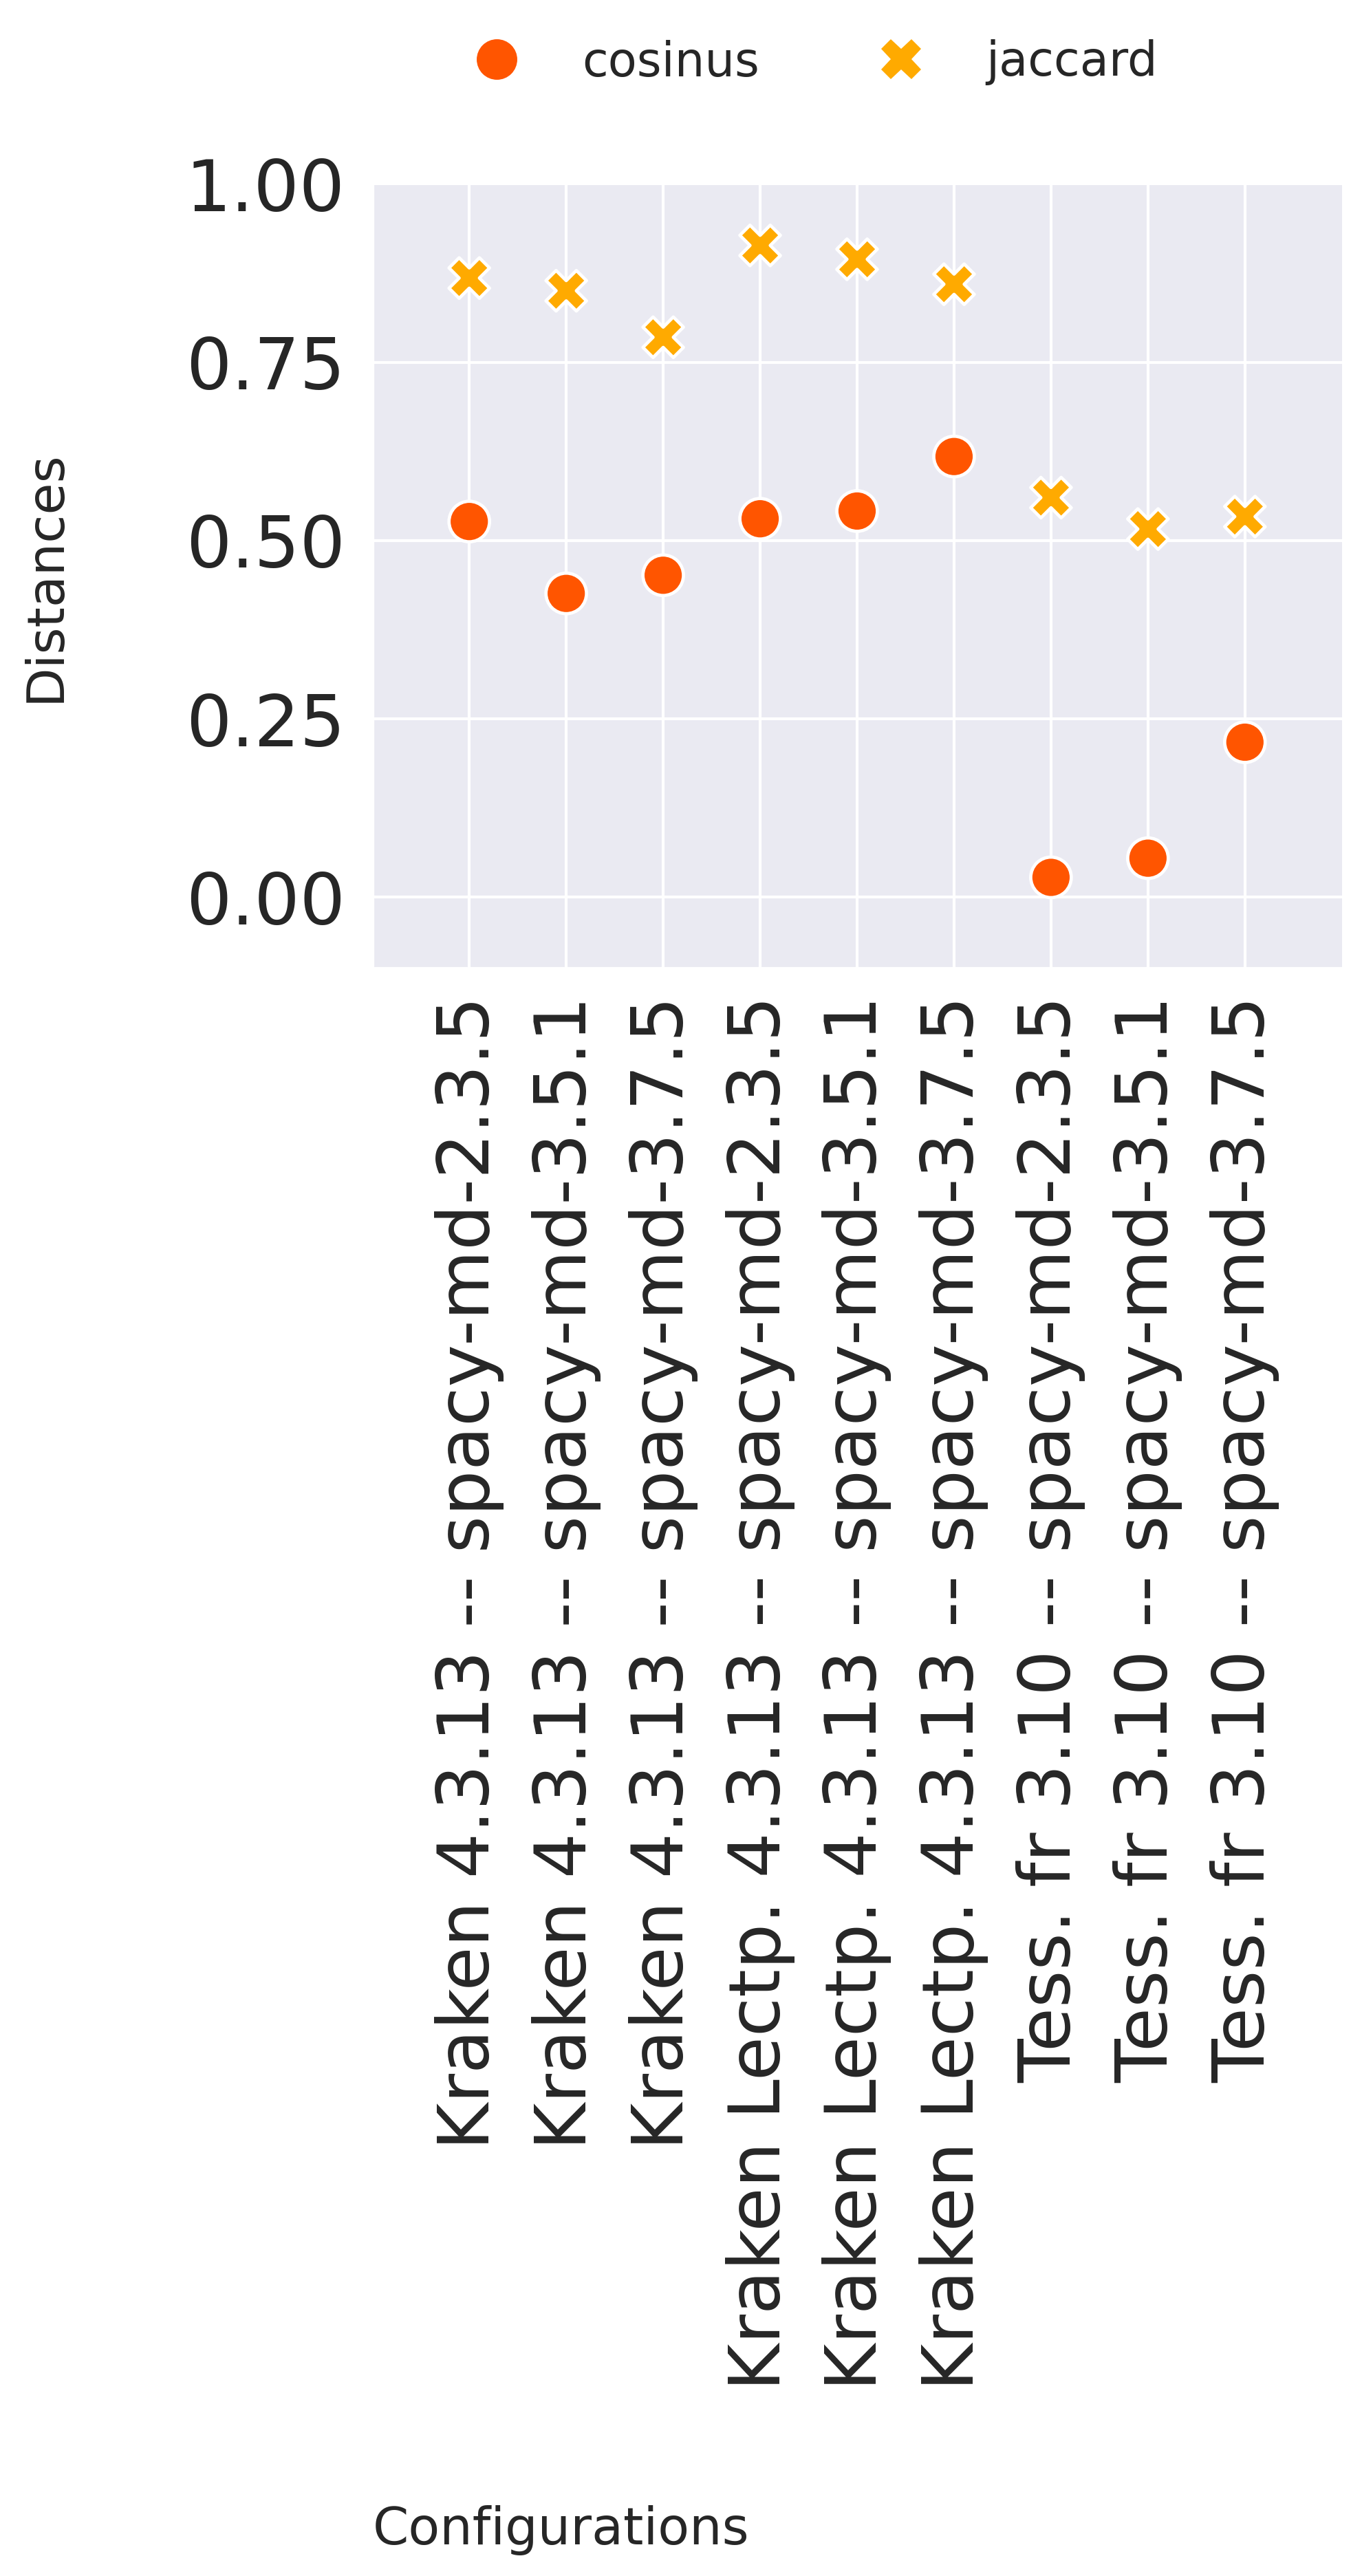 cosinus
jaccard
1.00
0.75
0.50
0.25
0.00
Distances
Kraken 4.3.13 -- spacy-md-2.3.5
Kraken 4.3.13 -- spacy-md-3.5.1
Kraken 4.3.13 -- spacy-md-3.7.5
Kraken Lectp. 4.3.13 -- spacy-md-2.3.5
Kraken Lectp. 4.3.13 -- spacy-md-3.5.1
Kraken Lectp. 4.3.13 -- spacy-md-3.7.5
Tess. fr 3.10 -- spacy-md-2.3.5
Tess. fr 3.10 -- spacy-md-3.5.1
Tess. fr 3.10 -- spacy-md-3.7.5
Configurations